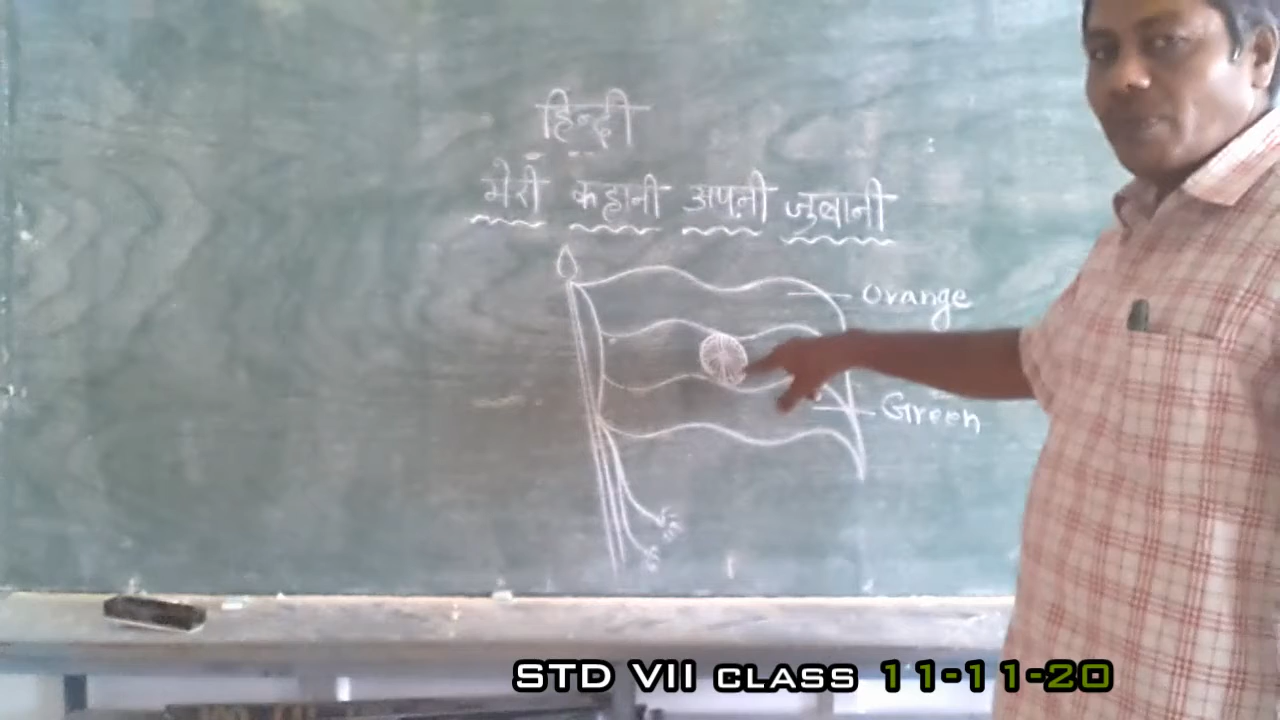 हिन्दी
मेरी कहानी अपनी जुबानी
Orange
Green
STD VII CLASS 11-11-20